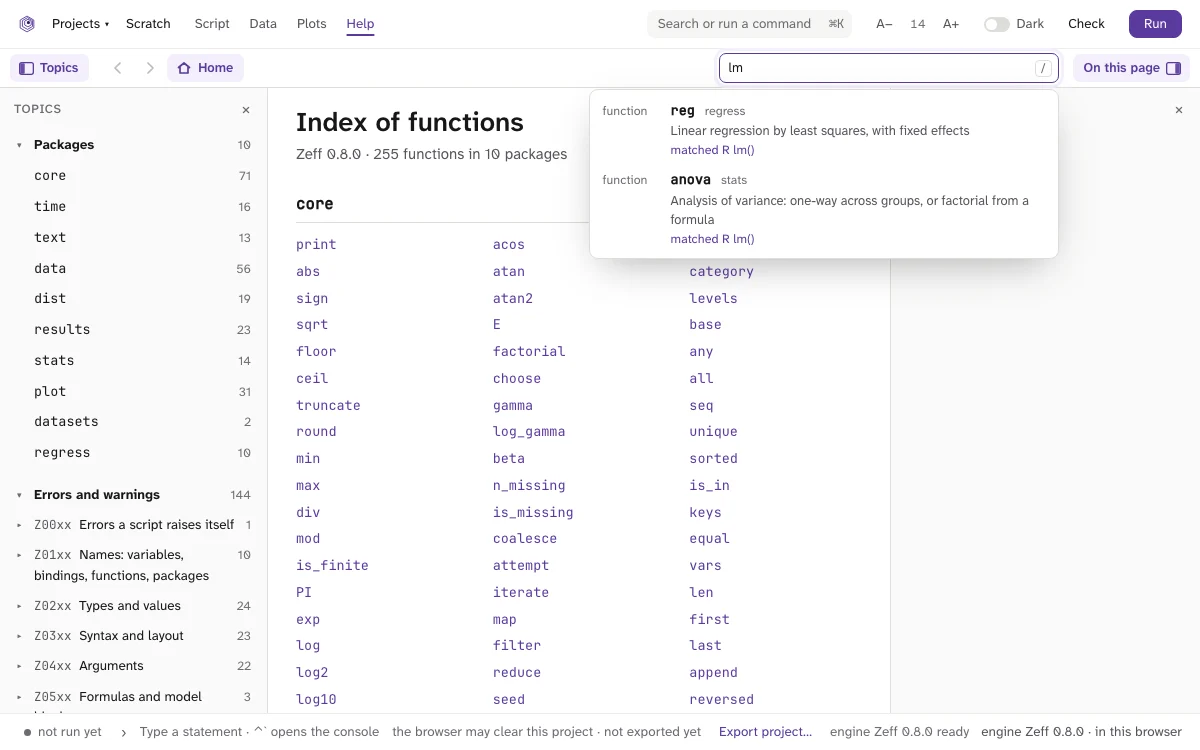 Projects ▾ Scratch Script Data Plots Help Search or run a command ⌘K A– 14 A+ Dark Check Run
Topics Home lm / On this page
TOPICS ×
▾ Packages 10
core 71
time 16
text 13
data 56
dist 19
results 23
stats 14
plot 31
datasets 2
regress 10
▾ Errors and warnings 144
▸ Z00xx Errors a script raises itself 1
▸ Z01xx Names: variables, 10
bindings, functions, packages
▸ Z02xx Types and values 24
▸ Z03xx Syntax and layout 23
▸ Z04xx Arguments 22
▸ Z05xx Formulas and model 3
Index of functions
Zeff 0.8.0 · 255 functions in 10 packages
core
print acos
abs atan category
sign atan2 levels
sqrt E base
floor factorial any
ceil choose all
truncate gamma seq
round log_gamma unique
min beta sorted
max n_missing is_in
div is_missing keys
mod coalesce equal
is_finite attempt vars
PI iterate len
exp map first
log filter last
log2 reduce append
log10 seed reversed
function reg regress
Linear regression by least squares, with fixed effects
matched R lm()
function anova stats
Analysis of variance: one-way across groups, or factorial from a
formula
matched R lm()
×
not run yet › Type a statement · ^` opens the console the browser may clear this project · not exported yet Export project... engine Zeff 0.8.0 ready engine Zeff 0.8.0 · in this browser